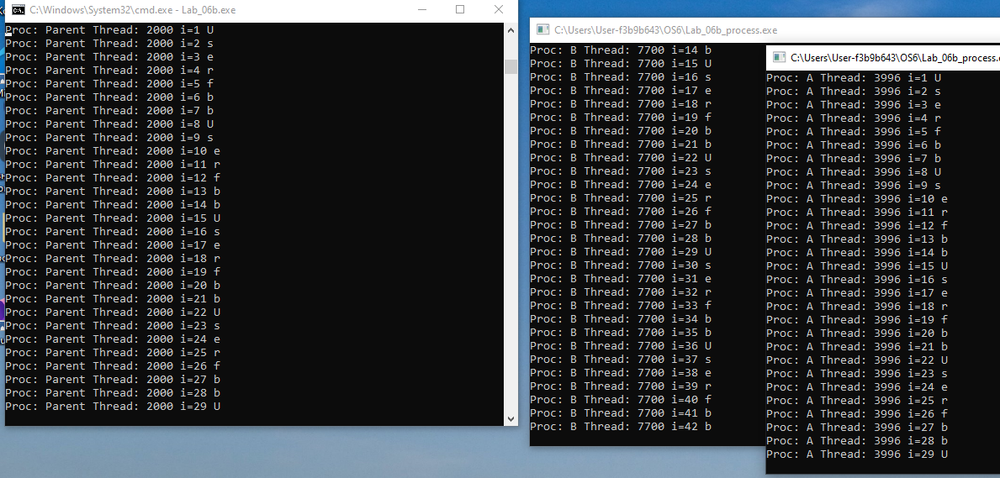 C:\Windows\System32\cmd.exe - Lab_06b.exe
Proc: Parent Thread: 2000 i=1 U
Proc: Parent Thread: 2000 i=2 s
Proc: Parent Thread: 2000 i=3 e
Proc: Parent Thread: 2000 i=4 r
Proc: Parent Thread: 2000 i=5 f
Proc: Parent Thread: 2000 i=6 b
Proc: Parent Thread: 2000 i=7 b
Proc: Parent Thread: 2000 i=8 U
Proc: Parent Thread: 2000 i=9 s
Proc: Parent Thread: 2000 i=10 e
Proc: Parent Thread: 2000 i=11 r
Proc: Parent Thread: 2000 i=12 f
Proc: Parent Thread: 2000 i=13 b
Proc: Parent Thread: 2000 i=14 b
Proc: Parent Thread: 2000 i=15 U
Proc: Parent Thread: 2000 i=16 s
Proc: Parent Thread: 2000 i=17 e
Proc: Parent Thread: 2000 i=18 r
Proc: Parent Thread: 2000 i=19 f
Proc: Parent Thread: 2000 i=20 b
Proc: Parent Thread: 2000 i=21 b
Proc: Parent Thread: 2000 i=22 U
Proc: Parent Thread: 2000 i=23 s
Proc: Parent Thread: 2000 i=24 e
Proc: Parent Thread: 2000 i=25 r
Proc: Parent Thread: 2000 i=26 f
Proc: Parent Thread: 2000 i=27 b
Proc: Parent Thread: 2000 i=28 b
Proc: Parent Thread: 2000 i=29 U
C:\Users\User-f3b9b643\OS6\Lab_06b_process.exe
Proc: B Thread: 7700 i=14 b
Proc: B Thread: 7700 i=15 U
Proc: B Thread: 7700 i=16 s
Proc: B Thread: 7700 i=17 e
Proc: B Thread: 7700 i=18 r
Proc: B Thread: 7700 i=19 f
Proc: B Thread: 7700 i=20 b
Proc: B Thread: 7700 i=21 b
Proc: B Thread: 7700 i=22 U
Proc: B Thread: 7700 i=23 s
Proc: B Thread: 7700 i=24 e
Proc: B Thread: 7700 i=25 r
Proc: B Thread: 7700 i=26 f
Proc: B Thread: 7700 i=27 b
Proc: B Thread: 7700 i=28 b
Proc: B Thread: 7700 i=29 U
Proc: B Thread: 7700 i=30 s
Proc: B Thread: 7700 i=31 e
Proc: B Thread: 7700 i=32 r
Proc: B Thread: 7700 i=33 f
Proc: B Thread: 7700 i=34 b
Proc: B Thread: 7700 i=35 b
Proc: B Thread: 7700 i=36 U
Proc: B Thread: 7700 i=37 s
Proc: B Thread: 7700 i=38 e
Proc: B Thread: 7700 i=39 r
Proc: B Thread: 7700 i=40 f
Proc: B Thread: 7700 i=41 b
Proc: B Thread: 7700 i=42 b
C:\Users\User-f3b9b643\OS6\Lab_06b_process.
Proc: A Thread: 3996 i=1 U
Proc: A Thread: 3996 i=2 s
Proc: A Thread: 3996 i=3 e
Proc: A Thread: 3996 i=4 r
Proc: A Thread: 3996 i=5 f
Proc: A Thread: 3996 i=6 b
Proc: A Thread: 3996 i=7 b
Proc: A Thread: 3996 i=8 U
Proc: A Thread: 3996 i=9 s
Proc: A Thread: 3996 i=10 e
Proc: A Thread: 3996 i=11 r
Proc: A Thread: 3996 i=12 f
Proc: A Thread: 3996 i=13 b
Proc: A Thread: 3996 i=14 b
Proc: A Thread: 3996 i=15 U
Proc: A Thread: 3996 i=16 s
Proc: A Thread: 3996 i=17 e
Proc: A Thread: 3996 i=18 r
Proc: A Thread: 3996 i=19 f
Proc: A Thread: 3996 i=20 b
Proc: A Thread: 3996 i=21 b
Proc: A Thread: 3996 i=22 U
Proc: A Thread: 3996 i=23 s
Proc: A Thread: 3996 i=24 e
Proc: A Thread: 3996 i=25 r
Proc: A Thread: 3996 i=26 f
Proc: A Thread: 3996 i=27 b
Proc: A Thread: 3996 i=28 b
Proc: A Thread: 3996 i=29 U